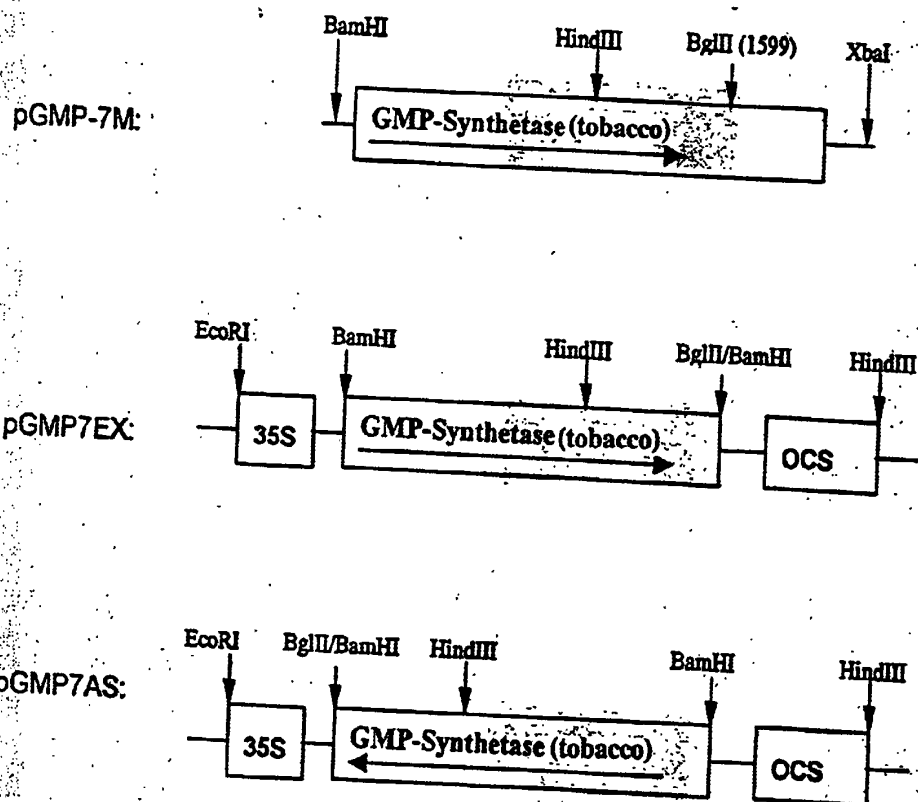 BamHI HindIII BglII (1599) XbaI
pGMP-7M:
GMP-Synthetase (tobacco)
EcoRI BamHI HindIII BglII/BamHI HindIII
pGMP7EX:
35S GMP-Synthetase (tobacco) OCS
EcoRI BglII/BamHI HindIII BamHI HindIII
pGMP7AS:
35S GMP-Synthetase (tobacco) OCS